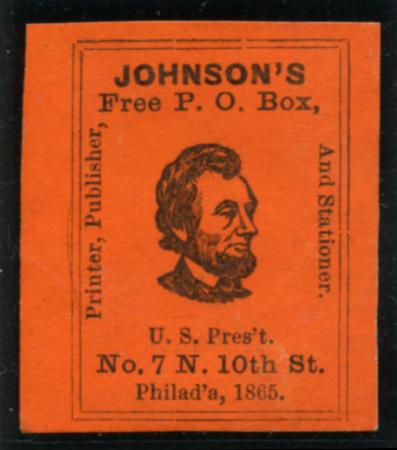 JOHNSON'S
Free P. O. Box,
Printer, Publisher,
And Stationer.
U. S. Pres't.
No. 7 N. 10th St.
Philad'a, 1865.